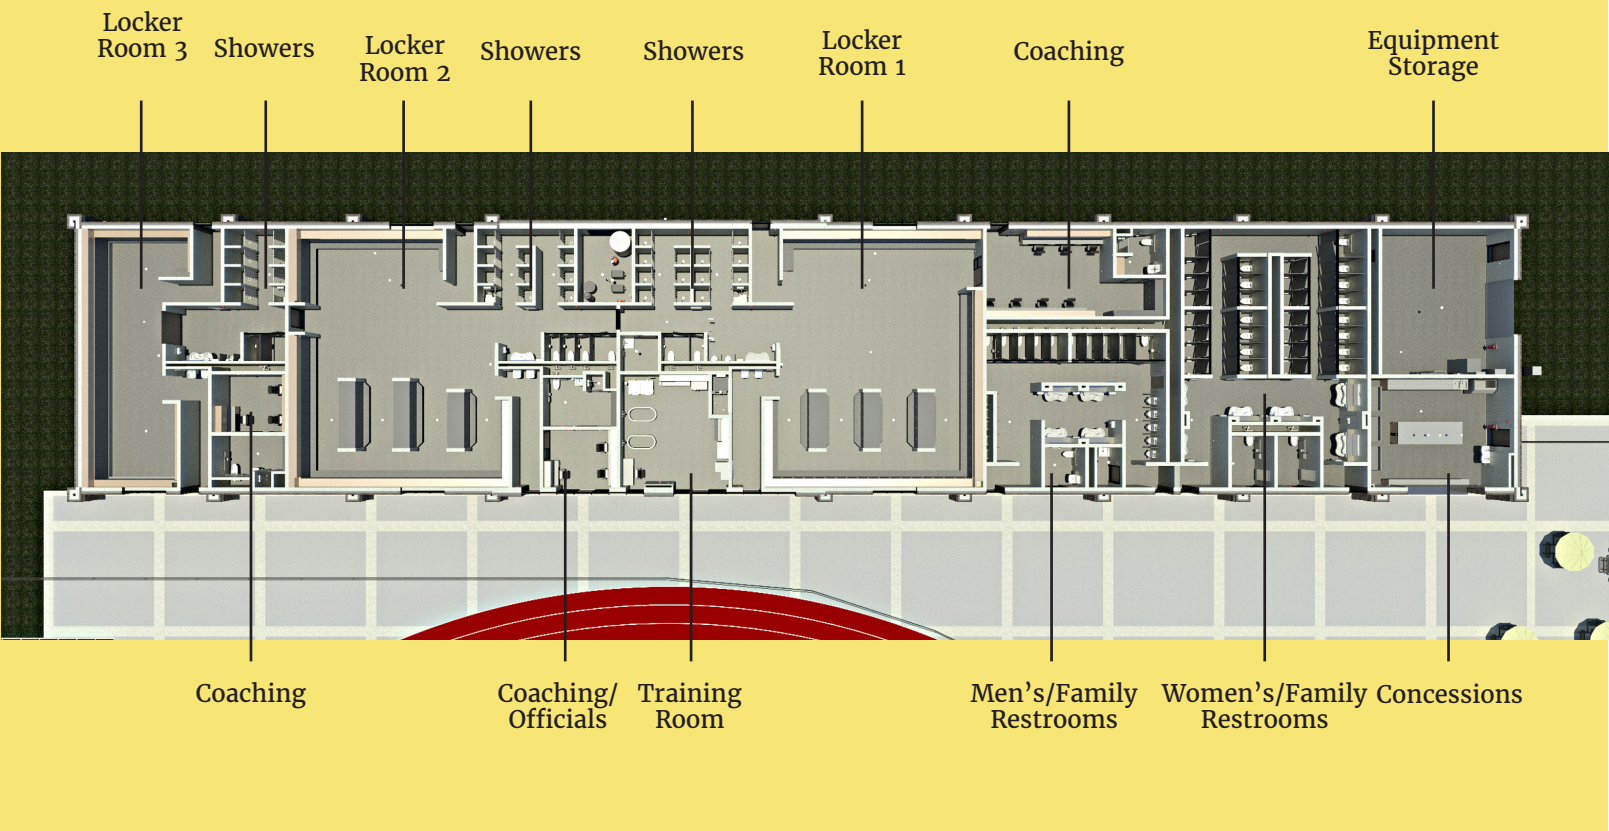 Locker
Room 3
Showers
Locker
Room 2
Showers
Showers
Locker
Room 1
Coaching
Equipment
Storage
Coaching
Coaching/
Officials
Training
Room
Men’s/Family
Restrooms
Women’s/Family
Restrooms
Concessions